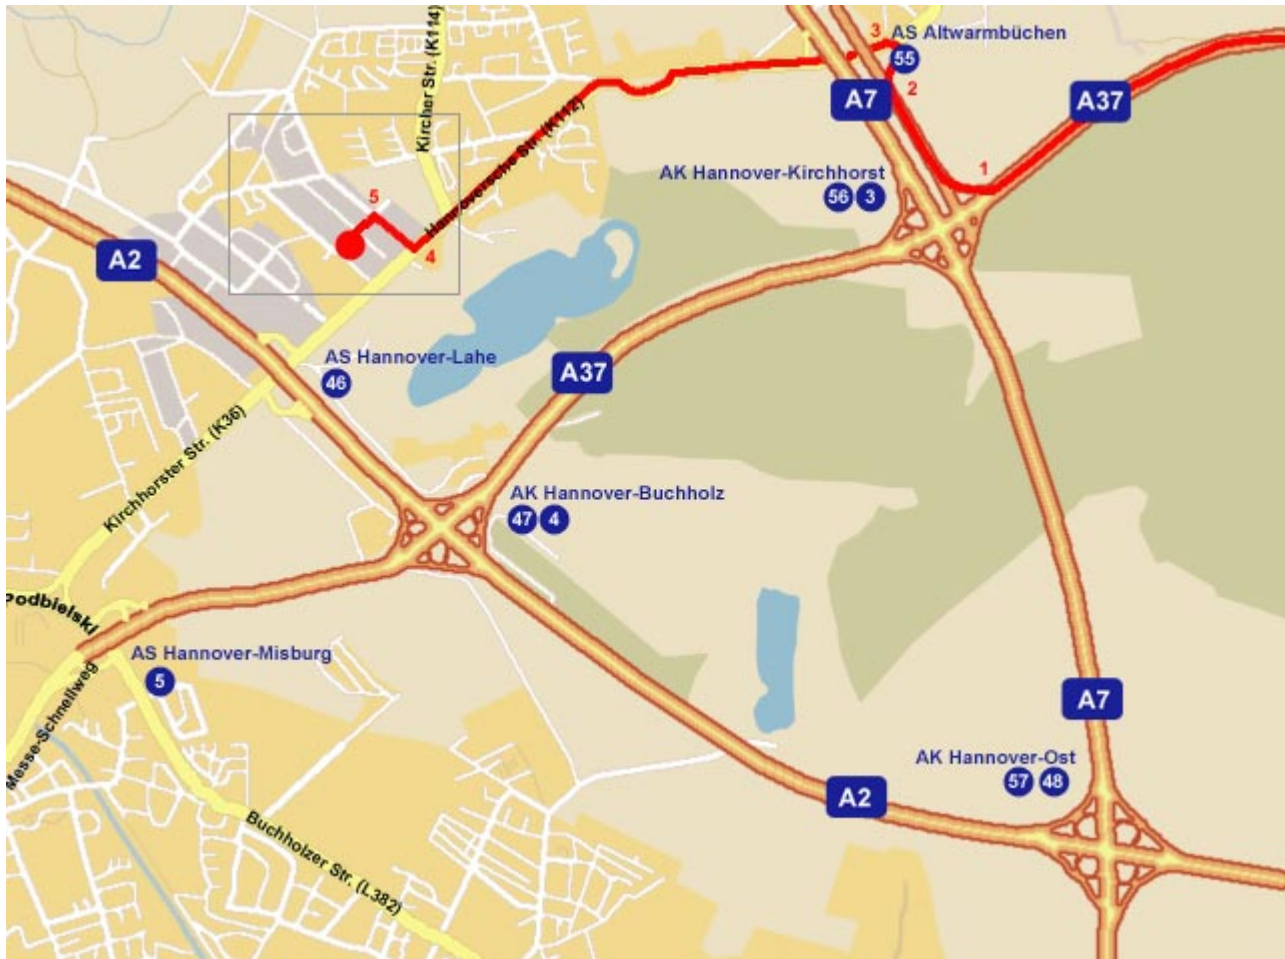 Kircher Str. (K114)
3
AS Altwarmbüchen
55
2
A7
A37
Hannoversche Str. (K112)
AK Hannover-Kirchhorst
56 3
1
5
4
A2
AS Hannover-Lahe
46
A37
Kirchhorster Str. (K36)
AK Hannover-Buchholz
47 4
Podbielski
AS Hannover-Misburg
5
Messe-Schnellweg
A7
AK Hannover-Ost
57 48
A2
Buchholzer Str. (L382)